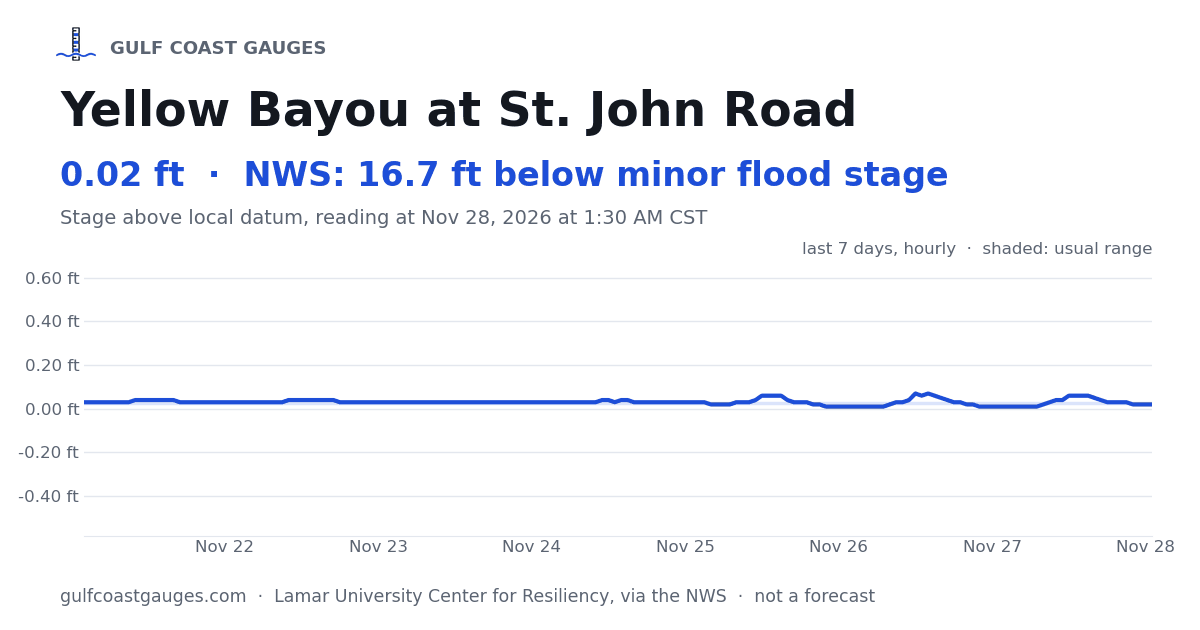 GULF COAST GAUGES
Yellow Bayou at St. John Road
0.02 ft · NWS: 16.7 ft below minor flood stage
Stage above local datum, reading at Nov 28, 2026 at 1:30 AM CST
last 7 days, hourly · shaded: usual range
0.60 ft
0.40 ft
0.20 ft
0.00 ft
-0.20 ft
-0.40 ft
Nov 22 Nov 23 Nov 24 Nov 25 Nov 26 Nov 27 Nov 28
gulfcoastgauges.com · Lamar University Center for Resiliency, via the NWS · not a forecast